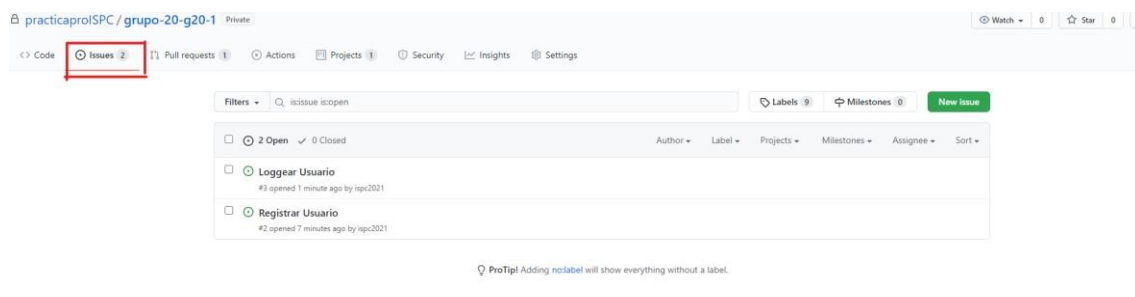 practicaproISPC / grupo-20-g20-1 Private Watch 0 Star 0
Code Issues 2 Pull requests 1 Actions Projects 1 Security Insights Settings
Filters is:issue is:open Labels 9 Milestones 0 New issue
2 Open 0 Closed Author Label Projects Milestones Assignee Sort
Loggear Usuario
#3 opened 1 minute ago by ispc2021
Registrar Usuario
#2 opened 7 minutes ago by ispc2021
ProTip! Adding no:label will show everything without a label.